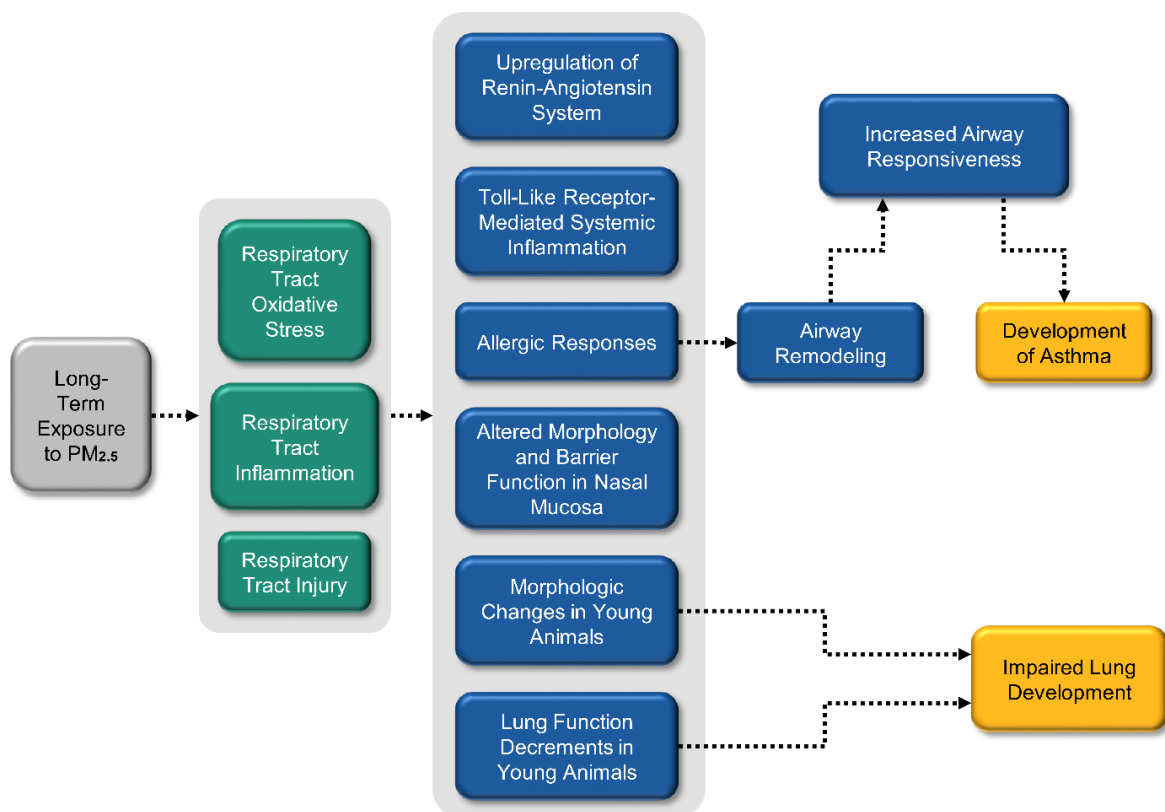 Long-
Term
Exposure
to PM2.5
Respiratory
Tract
Oxidative
Stress
Respiratory
Tract
Inflammation
Respiratory
Tract Injury
Upregulation of
Renin-Angiotensin
System
Toll-Like Receptor-
Mediated Systemic
Inflammation
Allergic Responses
Altered Morphology
and Barrier
Function in Nasal
Mucosa
Morphologic
Changes in Young
Animals
Lung Function
Decrements in
Young Animals
Airway
Remodeling
Increased Airway
Responsiveness
Development
of Asthma
Impaired Lung
Development